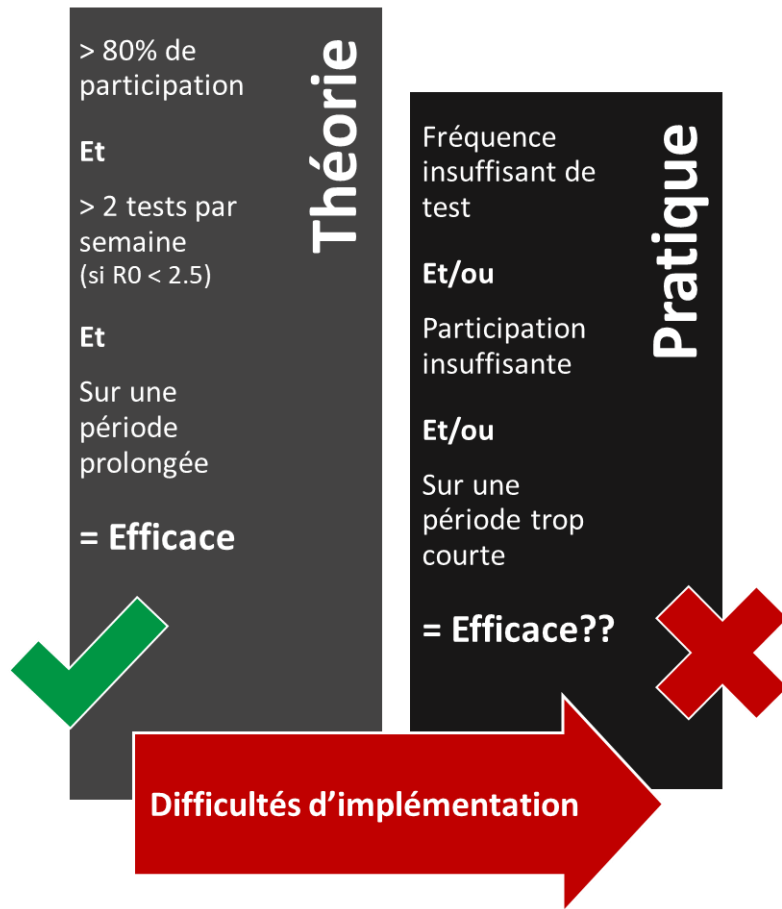 Théorie
> 80% de
participation
Et
> 2 tests par
semaine
(si R0 < 2.5)
Et
Sur une
période
prolongée
= Efficace
Pratique
Fréquence
insuffisant de
test
Et/ou
Participation
insuffisante
Et/ou
Sur une
période trop
courte
= Efficace??
Difficultés d’implémentation